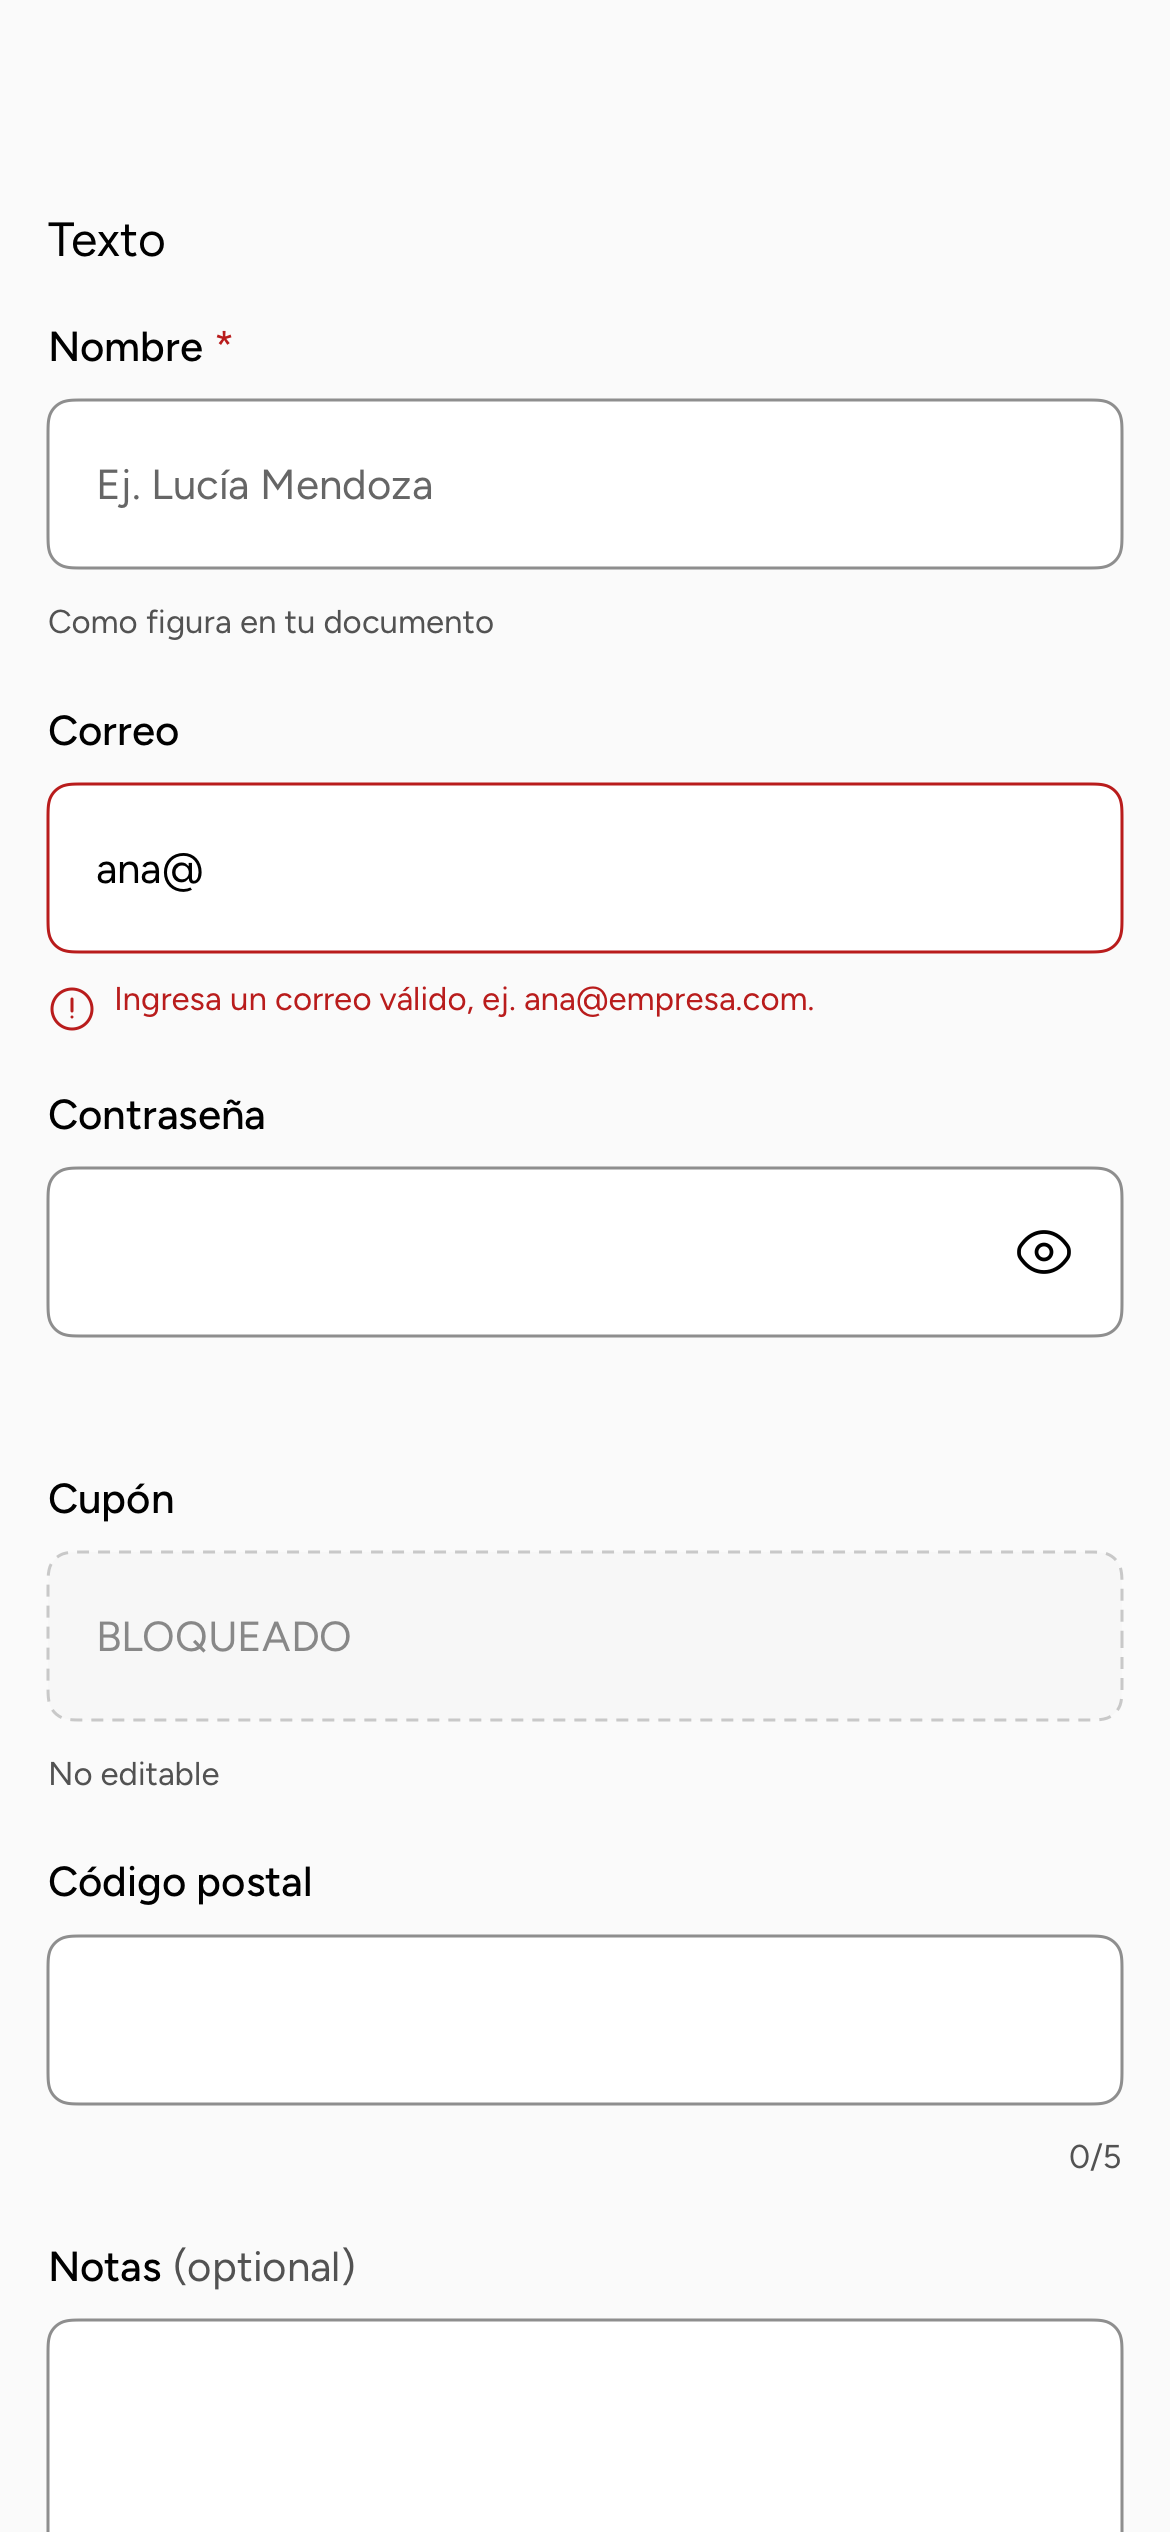 Texto
Nombre *
Ej. Lucía Mendoza
Como figura en tu documento
Correo
ana@
Ingresa un correo válido, ej. ana@empresa.com.
Contraseña
Cupón
BLOQUEADO
No editable
Código postal
0/5
Notas (optional)